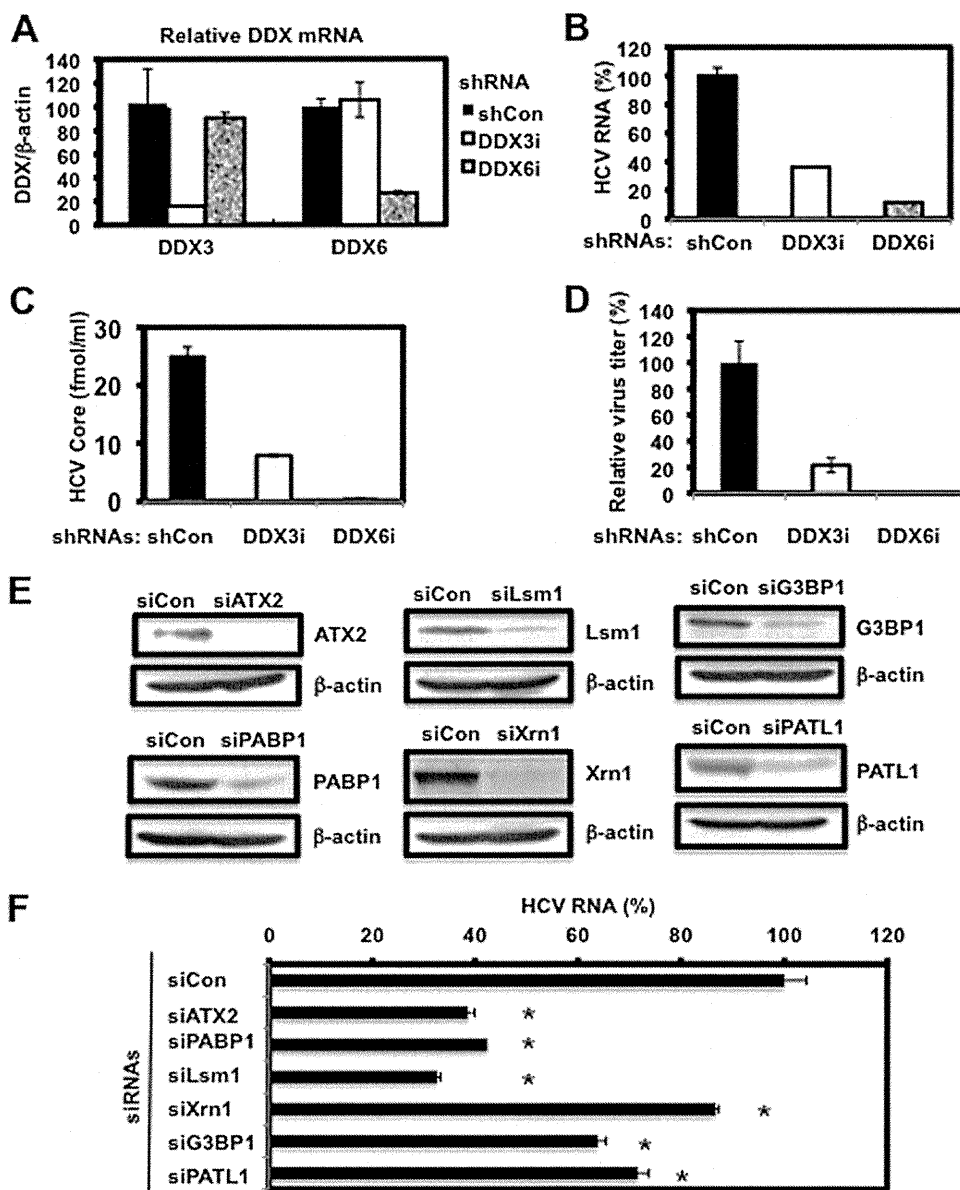 A
Relative DDX mRNA
DDX/β-actin
140
120
100
80
60
40
20
0
DDX3 DDX6
shRNA
shCon
DDX3i
DDX6i
B
HCV RNA (%)
120
100
80
60
40
20
0
shRNAs: shCon DDX3i DDX6i
C
HCV Core (fmol/ml)
30
20
10
0
shRNAs: shCon DDX3i DDX6i
D
Relative virus titer (%)
140
120
100
80
60
40
20
0
shRNAs: shCon DDX3i DDX6i
E
siCon siATX2
ATX2
β-actin
siCon siLsm1
Lsm1
β-actin
siCon siG3BP1
G3BP1
β-actin
siCon siPABP1
PABP1
β-actin
siCon siXrn1
Xrn1
β-actin
siCon siPATL1
PATL1
β-actin
F
HCV RNA (%)
0 20 40 60 80 100 120
siRNAs
siCon
siATX2 *
siPABP1 *
siLsm1 *
siXrn1 *
siG3BP1 *
siPATL1 *